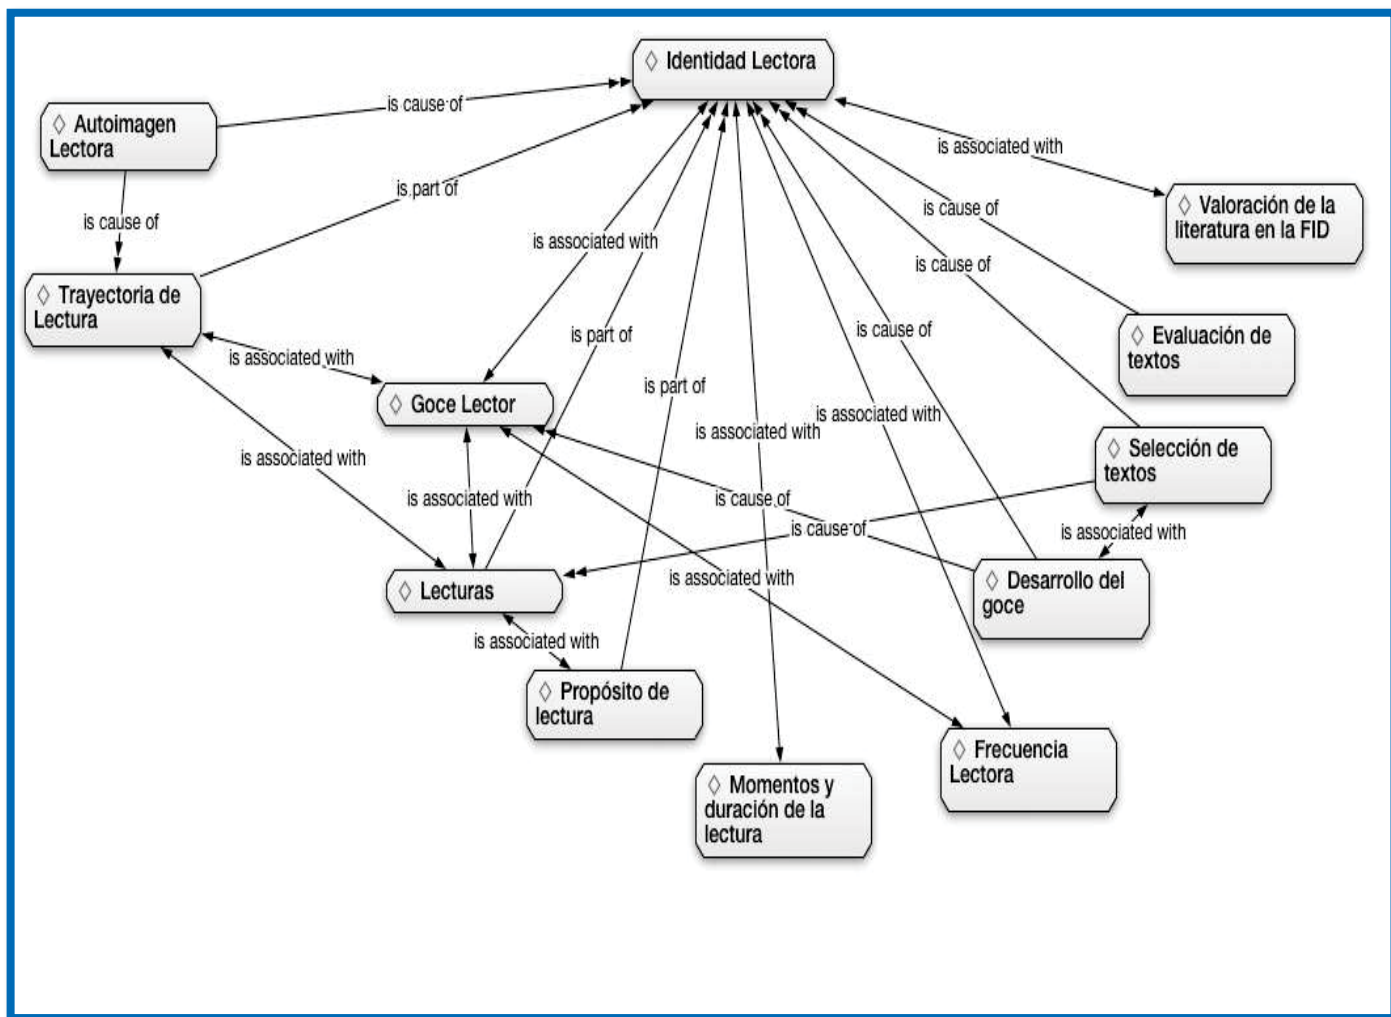 ◇ Identidad Lectora
is cause of
◇ Autoimagen
Lectora
is associated with
is part of
◇ Valoración de la
literatura en la FID
is cause of
is cause of
is associated with
is cause of
◇ Trayectoria de
Lectura
is cause of
is part of
◇ Evaluación de
textos
is associated with
is part of
◇ Goce Lector
is associated with
is associated with
◇ Selección de
textos
is associated with
is associated with
is cause of
is cause of
is associated with
◇ Lecturas
is associated with
◇ Desarrollo del
goce
is associated with
◇ Propósito de
lectura
◇ Frecuencia
Lectora
◇ Momentos y
duración de la
lectura